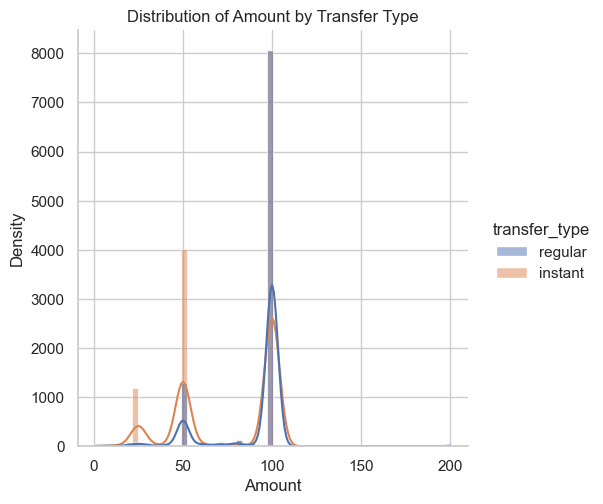 Distribution of Amount by Transfer Type
8000
7000
6000
5000
4000
3000
2000
1000
0
Density
0 50 100 150 200
Amount
transfer_type
regular
instant